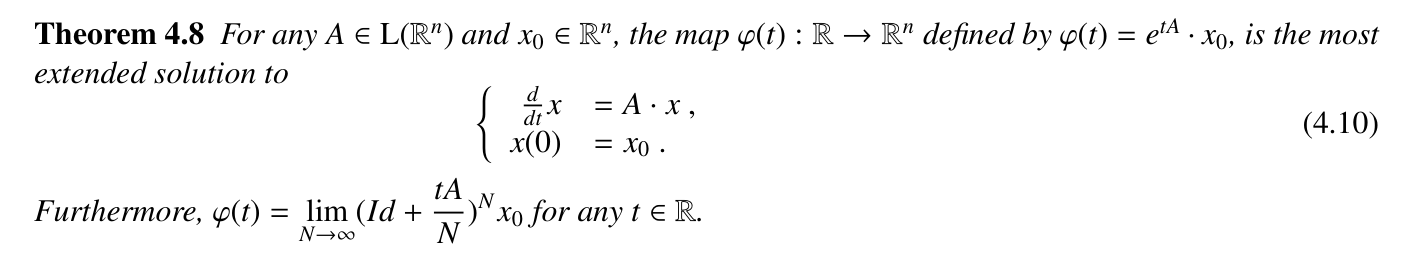 Theorem 4.8 For any A ∈ L(ℝⁿ) and x₀ ∈ ℝⁿ, the map φ(t) : ℝ → ℝⁿ defined by φ(t) = e^{tA} · x₀, is the most
extended solution to
{ d/dt x = A · x ,
x(0) = x₀ .
(4.10)
Furthermore, φ(t) = lim_{N→∞} (Id + tA/N)^N x₀ for any t ∈ ℝ.